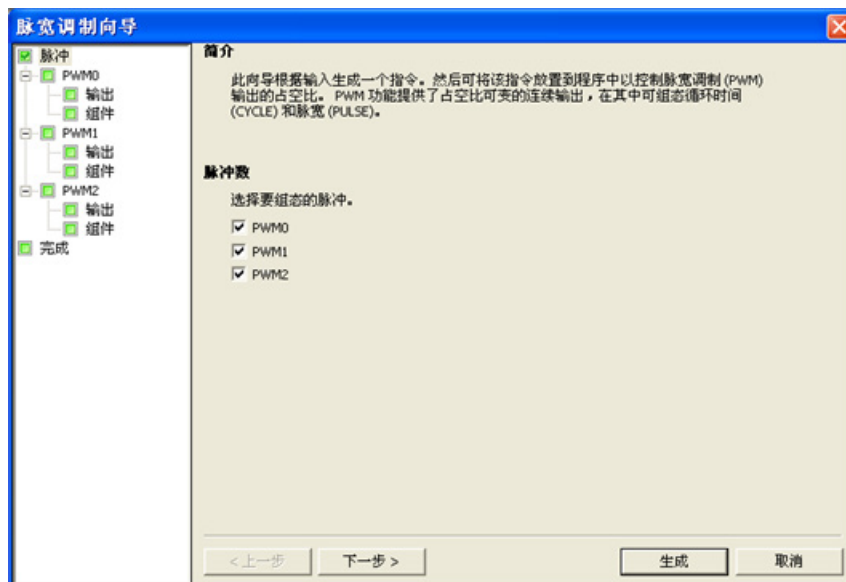 脉宽调制向导
脉冲
PWM0
输出
组件
PWM1
输出
组件
PWM2
输出
组件
完成
简介
此向导根据输入生成一个指令。然后可将该指令放置到程序中以控制脉宽调制 (PWM)
输出的占空比。 PWM 功能提供了占空比可变的连续输出，在其中可组态循环时间
(CYCLE) 和脉宽 (PULSE)。
脉冲数
选择要组态的脉冲。
PWM0
PWM1
PWM2
<上一步
下一步>
生成
取消